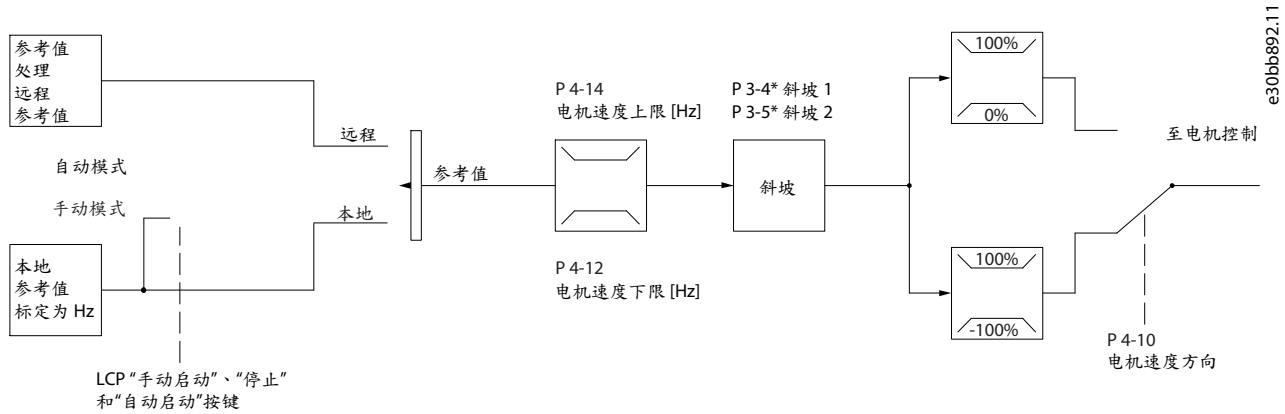 参考值
处理
远程
参考值
自动模式
手动模式
本地
参考值
标定为 Hz
LCP “手动启动”、“停止”
和“自动启动”按键
远程
本地
参考值
P 4-14
电机速度上限 [Hz]
P 4-12
电机速度下限 [Hz]
P 3-4* 斜坡 1
P 3-5* 斜坡 2
斜坡
100%
0%
100%
-100%
至电机控制
P 4-10
电机速度方向
e30bb892.11